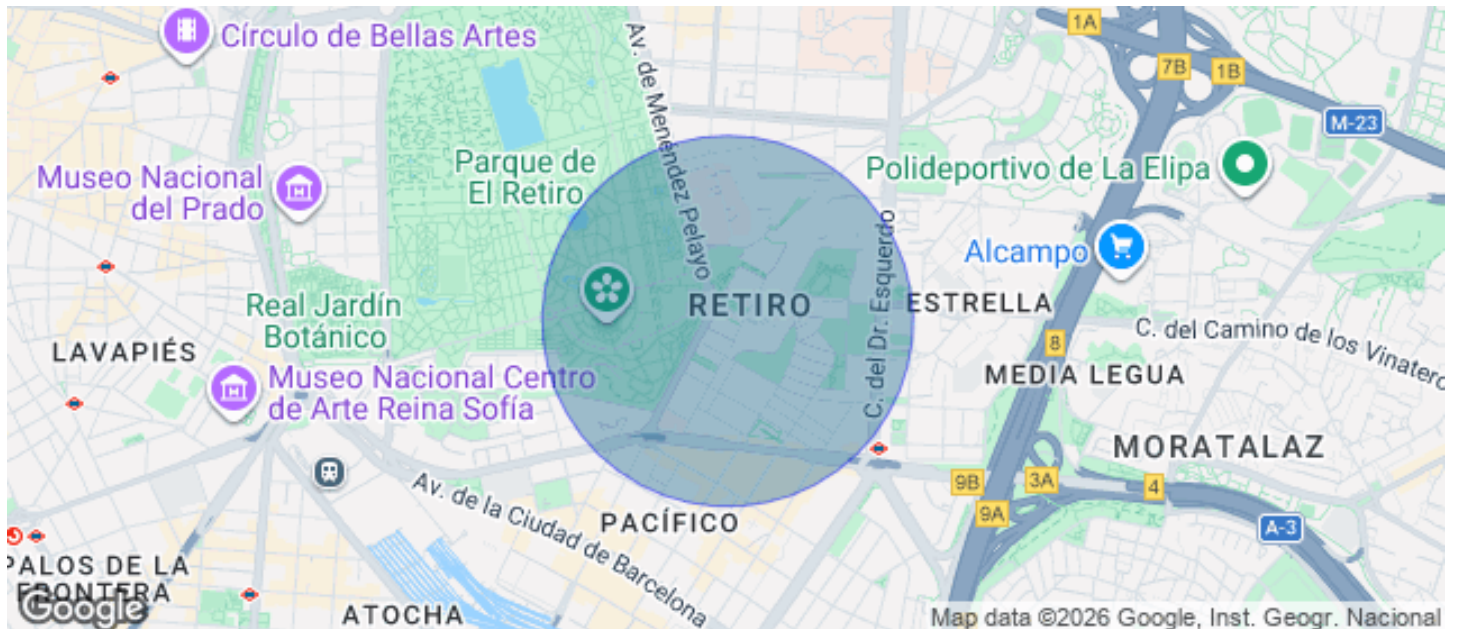 Círculo de Bellas Artes
1A
7B
1B
M-23
Av. de Menéndez Pelayo
Parque de
El Retiro
Polideportivo de La Elipa
Museo Nacional
del Prado
Alcampo
Real Jardín
Botánico
RETIRO
C. del Dr. Esquerdo
ESTRELLA
8
C. del Camino de los Vinatero
LAVAPIÉS
Museo Nacional Centro
de Arte Reina Sofía
MEDIA LEGUA
MORATALAZ
9B
3A
4
9A
A-3
Av. de la Ciudad de Barcelona
PACÍFICO
PALOS DE LA
FRONTERA
ATOCHA
Google
Map data ©2026 Google, Inst. Geogr. Nacional